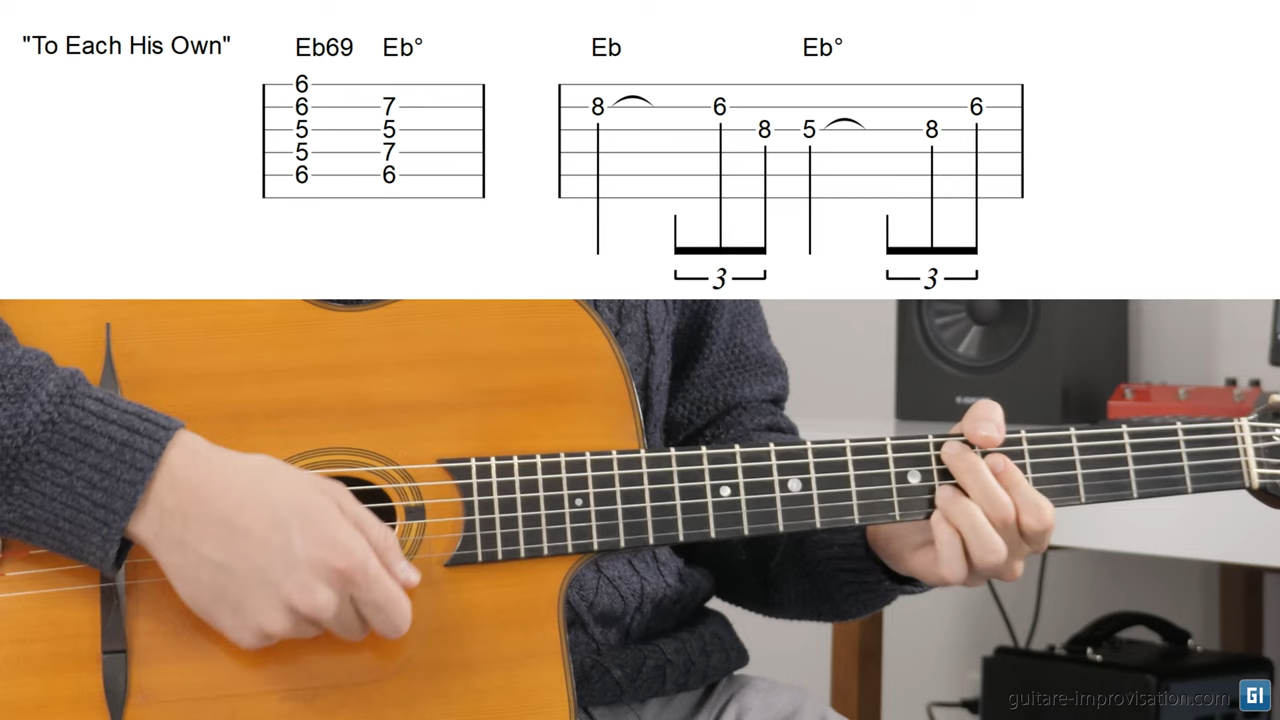 "To Each His Own" Eb69 Eb° Eb Eb°
6
6 7 8 6 6
5 5 8 5 8
5 7
6 6
3 3
guitare-improvisation.com GI